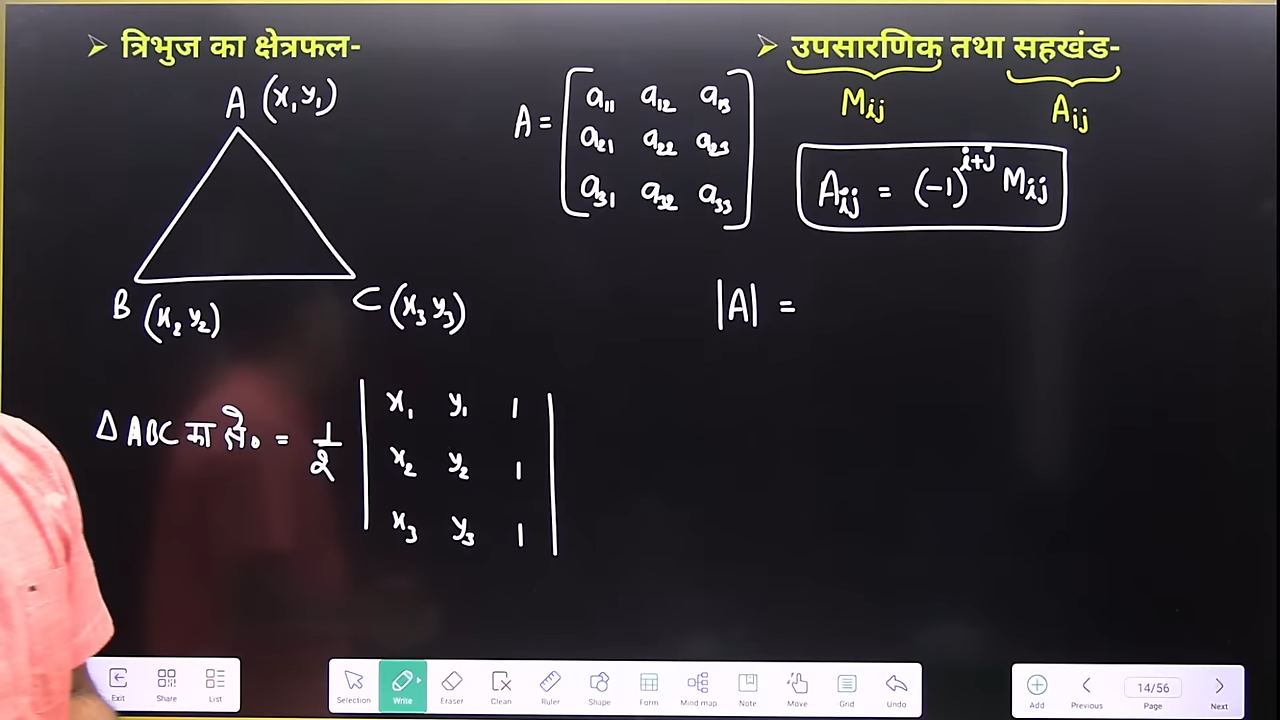 ➤ त्रिभुज का क्षेत्रफल-
A (x₁ y₁)
B (x₂ y₂)
C (x₃ y₃)
Δ ABC का क्षे० = 1/2 | x₁ y₁ 1
x₂ y₂ 1
x₃ y₃ 1 |
➤ उपसारणिक तथा सहखंड-
Mij Aij
A = [ a₁₁ a₁₂ a₁₃
a₂₁ a₂₂ a₂₃
a₃₁ a₃₂ a₃₃ ]
Aij = (-1)^i+j Mij
|A| =
Exit Share List
Selection Write Eraser Clean Ruler Shape Form Mind map Note Move Grid Undo
Add Previous 14/56 Page Next